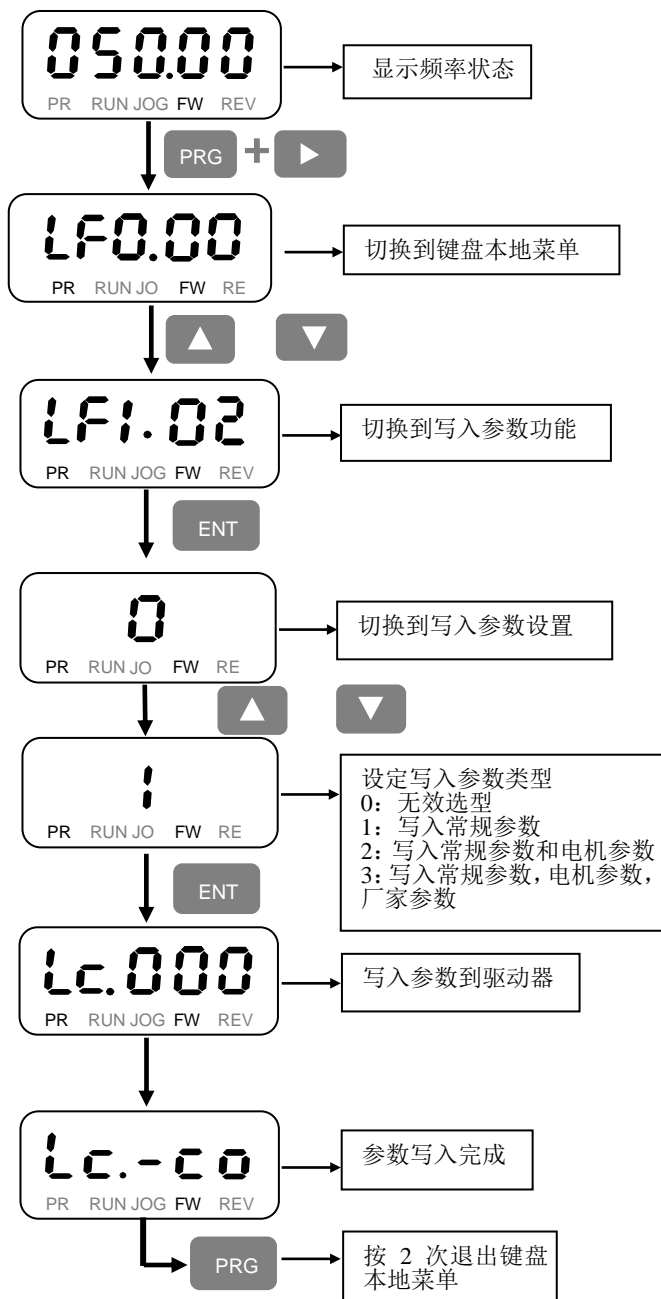 050.00
显示频率状态
PR RUN JOG FW REV
PRG +
LF0.00
切换到键盘本地菜单
PR RUN JO FW RE
LF1.02
切换到写入参数功能
PR RUN JOG FW REV
ENT
0
切换到写入参数设置
PR RUN JO FW RE
1
设定写入参数类型
0：无效选型
1：写入常规参数
2：写入常规参数和电机参数
3：写入常规参数，电机参数，
厂家参数
PR RUN JO FW RE
ENT
Lc.000
写入参数到驱动器
PR RUN JOG FW REV
Lc.-co
参数写入完成
PR RUN JOG FW REV
PRG
按 2 次退出键盘
本地菜单